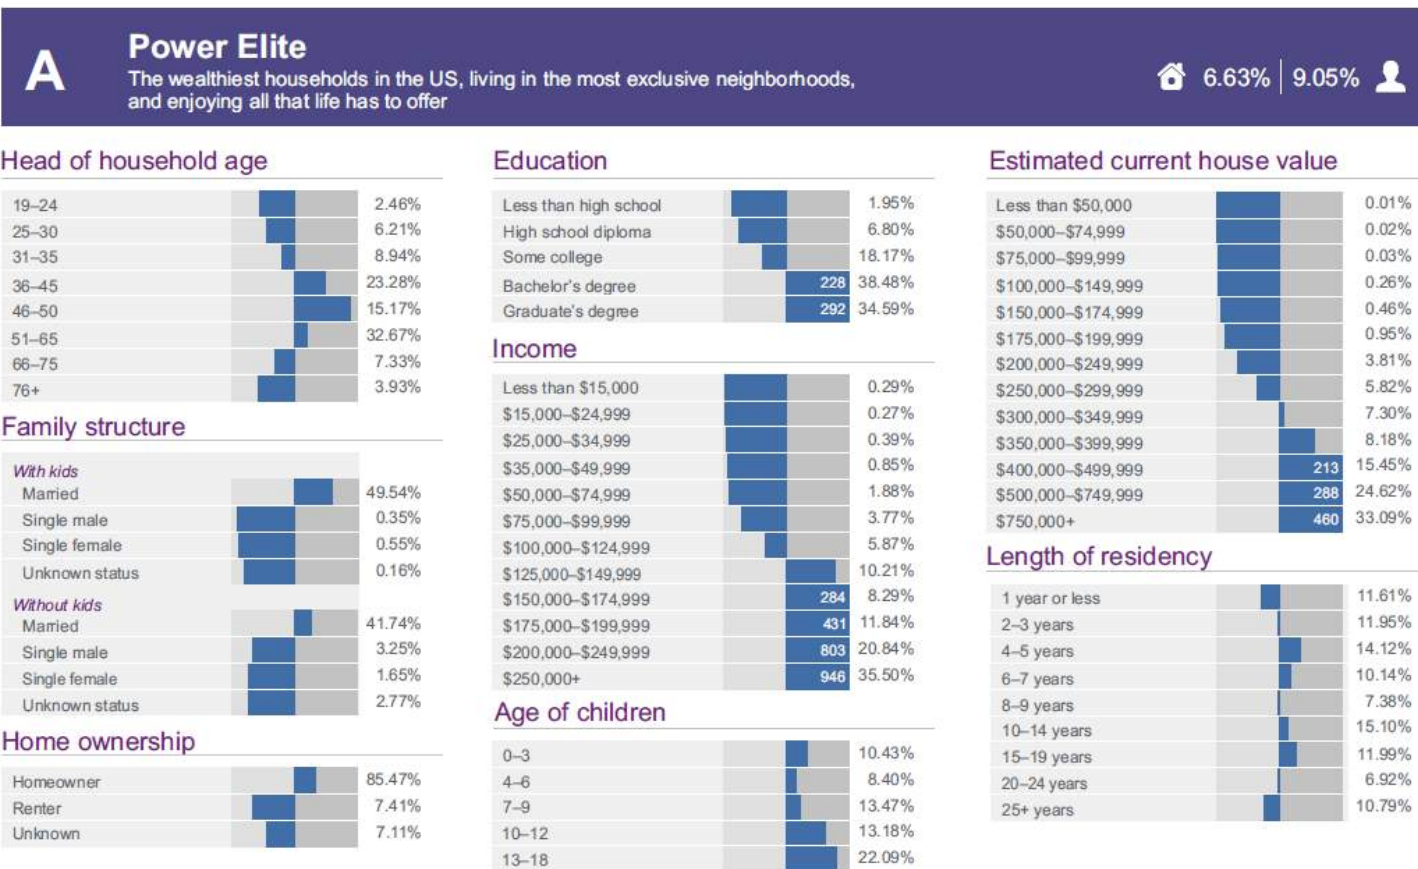 A
Power Elite
The wealthiest households in the US, living in the most exclusive neighborhoods,
and enjoying all that life has to offer
6.63% | 9.05%
Head of household age
19–24 2.46%
25–30 6.21%
31–35 8.94%
36–45 23.28%
46–50 15.17%
51–65 32.67%
66–75 7.33%
76+ 3.93%
Family structure
With kids
Married 49.54%
Single male 0.35%
Single female 0.55%
Unknown status 0.16%
Without kids
Married 41.74%
Single male 3.25%
Single female 1.65%
Unknown status 2.77%
Home ownership
Homeowner 85.47%
Renter 7.41%
Unknown 7.11%
Education
Less than high school 1.95%
High school diploma 6.80%
Some college 18.17%
Bachelor's degree 228 38.48%
Graduate's degree 292 34.59%
Income
Less than $15,000 0.29%
$15,000–$24,999 0.27%
$25,000–$34,999 0.39%
$35,000–$49,999 0.85%
$50,000–$74,999 1.88%
$75,000–$99,999 3.77%
$100,000–$124,999 5.87%
$125,000–$149,999 10.21%
$150,000–$174,999 284 8.29%
$175,000–$199,999 431 11.84%
$200,000–$249,999 803 20.84%
$250,000+ 946 35.50%
Age of children
0–3 10.43%
4–6 8.40%
7–9 13.47%
10–12 13.18%
13–18 22.09%
Estimated current house value
Less than $50,000 0.01%
$50,000–$74,999 0.02%
$75,000–$99,999 0.03%
$100,000–$149,999 0.26%
$150,000–$174,999 0.46%
$175,000–$199,999 0.95%
$200,000–$249,999 3.81%
$250,000–$299,999 5.82%
$300,000–$349,999 7.30%
$350,000–$399,999 8.18%
$400,000–$499,999 213 15.45%
$500,000–$749,999 288 24.62%
$750,000+ 460 33.09%
Length of residency
1 year or less 11.61%
2–3 years 11.95%
4–5 years 14.12%
6–7 years 10.14%
8–9 years 7.38%
10–14 years 15.10%
15–19 years 11.99%
20–24 years 6.92%
25+ years 10.79%